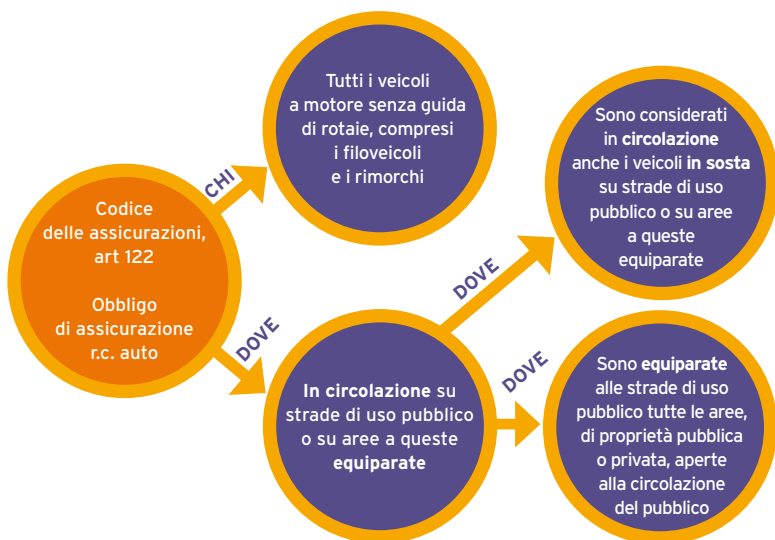 Codice
delle assicurazioni,
art 122
Obbligo
di assicurazione
r.c. auto
CHI
Tutti i veicoli
a motore senza guida
di rotaie, compresi
i filoveicoli
e i rimorchi
DOVE
In circolazione su
strade di uso pubblico
o su aree a queste
equiparate
DOVE
Sono considerati
in circolazione
anche i veicoli in sosta
su strade di uso
pubblico o su aree
a queste
equiparate
DOVE
Sono equiparate
alle strade di uso
pubblico tutte le aree,
di proprietà pubblica
o privata, aperte
alla circolazione
del pubblico